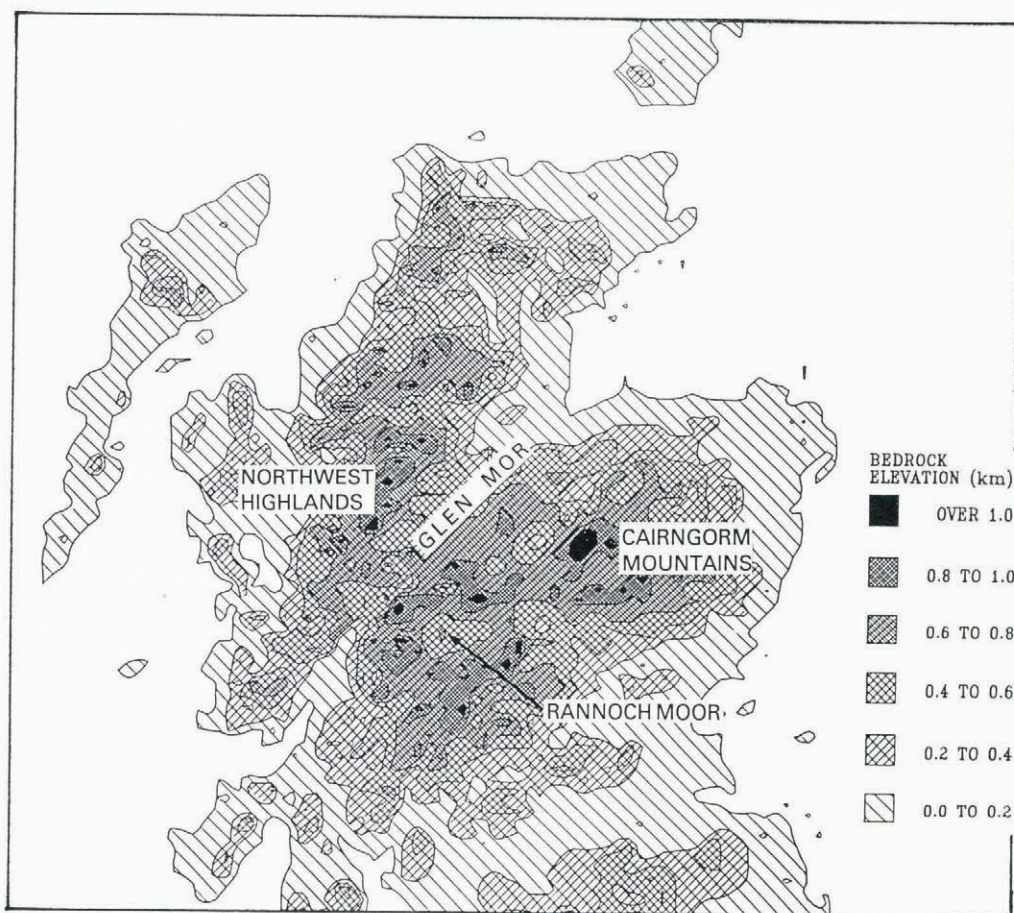 NORTHWEST
HIGHLANDS
GLEN MOR
CAIRNGORM
MOUNTAINS
RANNOCH MOOR
BEDROCK
ELEVATION (km)
OVER 1.0
0.8 TO 1.0
0.6 TO 0.8
0.4 TO 0.6
0.2 TO 0.4
0.0 TO 0.2